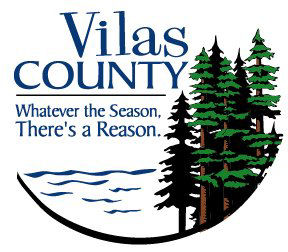 Vilas
COUNTY
Whatever the Season,
There's a Reason.